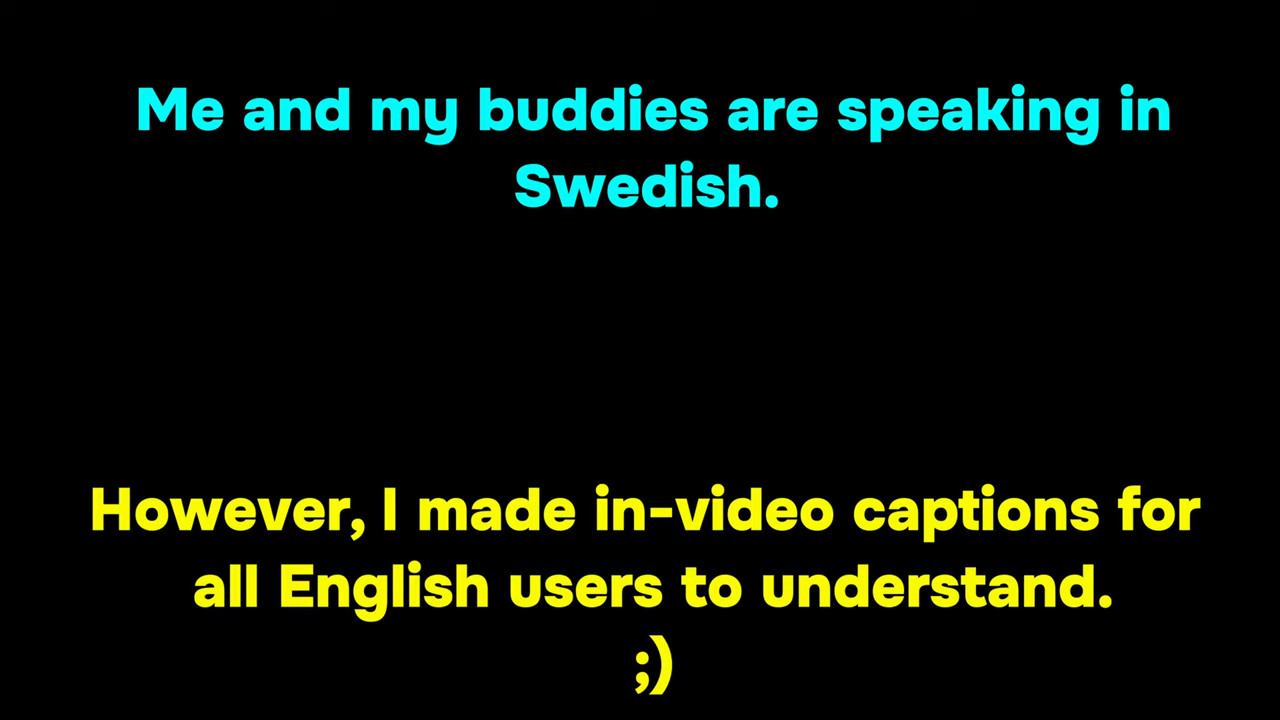 Me and my buddies are speaking in
Swedish.
However, I made in-video captions for
all English users to understand.
;)